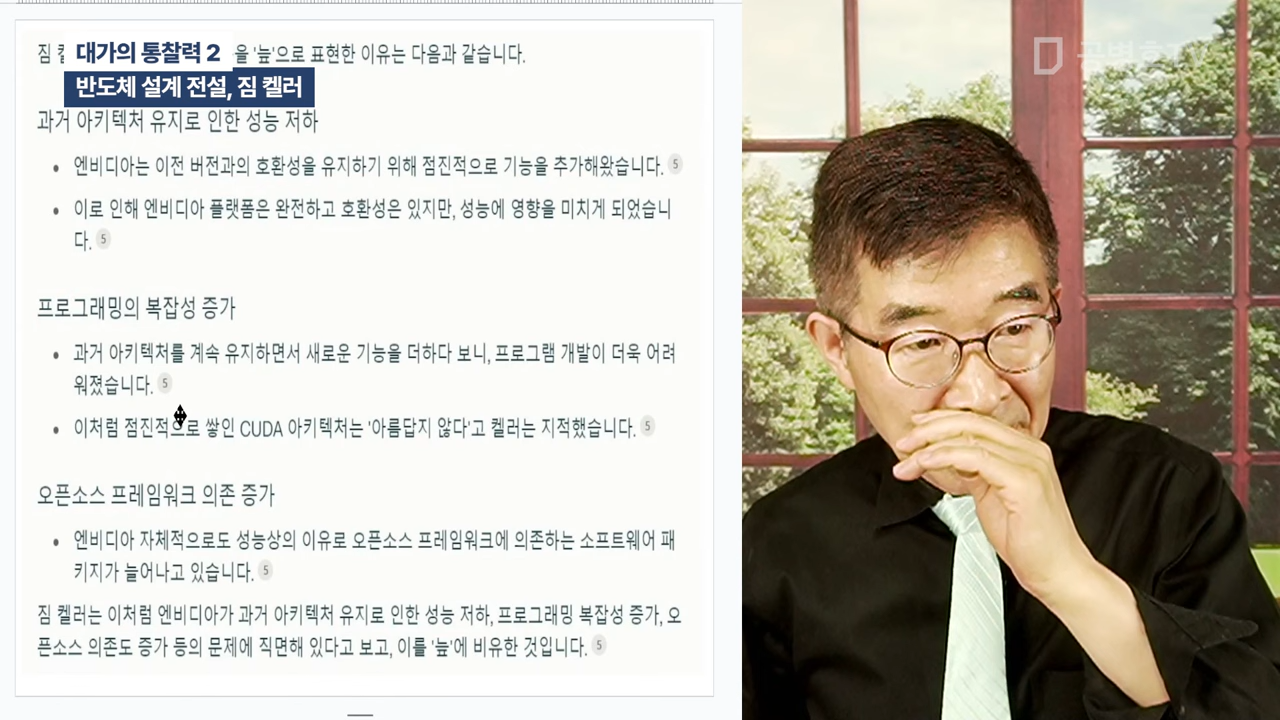 대가의 통찰력 2
반도체 설계 전설, 짐 켈러
짐 을 '늪'으로 표현한 이유는 다음과 같습니다.
과거 아키텍처 유지로 인한 성능 저하
• 엔비디아는 이전 버전과의 호환성을 유지하기 위해 점진적으로 기능을 추가해왔습니다. 5
• 이로 인해 엔비디아 플랫폼은 완전하고 호환성은 있지만, 성능에 영향을 미치게 되었습니
다. 5
프로그래밍의 복잡성 증가
• 과거 아키텍처를 계속 유지하면서 새로운 기능을 더하다 보니, 프로그램 개발이 더욱 어려
워졌습니다. 5
• 이처럼 점진적으로 쌓인 CUDA 아키텍처는 '아름답지 않다'고 켈러는 지적했습니다. 5
오픈소스 프레임워크 의존 증가
• 엔비디아 자체적으로도 성능상의 이유로 오픈소스 프레임워크에 의존하는 소프트웨어 패
키지가 늘어나고 있습니다. 5
짐 켈러는 이처럼 엔비디아가 과거 아키텍처 유지로 인한 성능 저하, 프로그래밍 복잡성 증가, 오
픈소스 의존도 증가 등의 문제에 직면해 있다고 보고, 이를 '늪'에 비유한 것입니다. 5